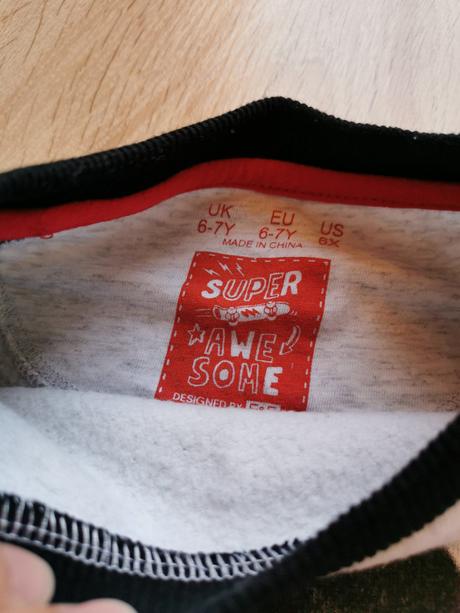 UK EU US
6-7Y 6-7Y 6X
MADE IN CHINA
SUPER
AWE
SOME
DESIGNED BY F&F